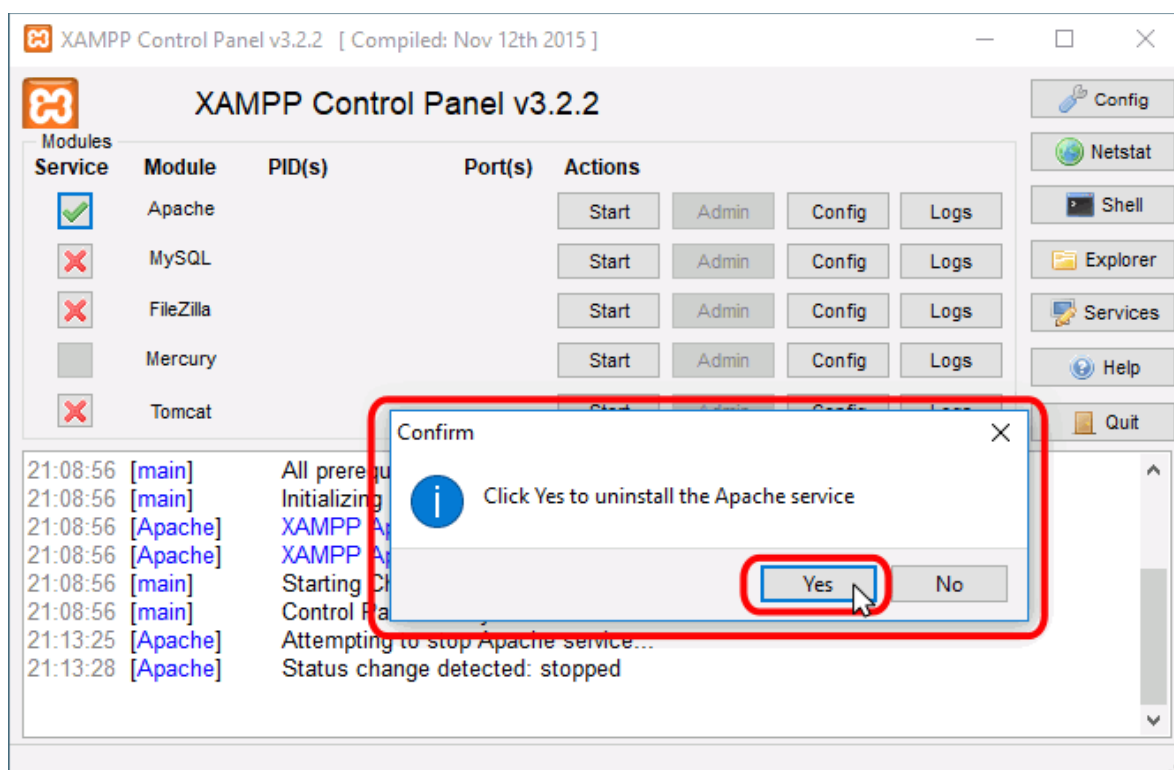 XAMPP Control Panel v3.2.2 [ Compiled: Nov 12th 2015 ]
XAMPP Control Panel v3.2.2
Config
Modules
Service Module PID(s) Port(s) Actions
Netstat
Apache Start Admin Config Logs
Shell
MySQL Start Admin Config Logs
Explorer
FileZilla Start Admin Config Logs
Services
Mercury Start Admin Config Logs
Help
Tomcat Start Admin Config Logs
Quit
Confirm
Click Yes to uninstall the Apache service
Yes No
21:08:56 [main] All
21:08:56 [main] Initializing
21:08:56 [Apache] XAMPP
21:08:56 [Apache] XAMPP
21:08:56 [main] Starting
21:08:56 [main] Control
21:13:25 [Apache] Attempting to stop Apache service...
21:13:28 [Apache] Status change detected: stopped